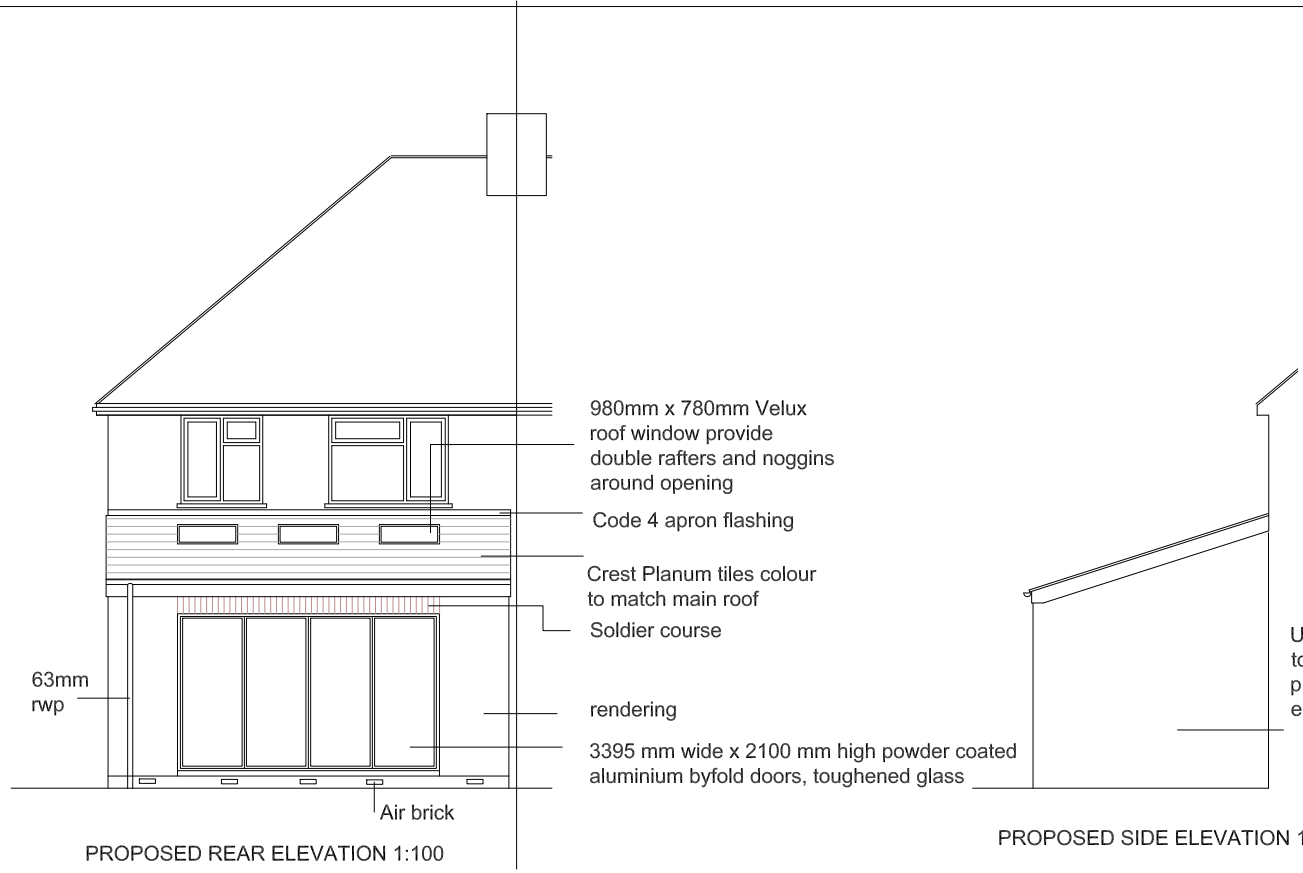 980mm x 780mm Velux
roof window provide
double rafters and noggins
around opening
Code 4 apron flashing
Crest Planum tiles colour
to match main roof
Soldier course
63mm
rwp
rendering
3395 mm wide x 2100 mm high powder coated
aluminium byfold doors, toughened glass
Air brick
PROPOSED REAR ELEVATION 1:100
PROPOSED SIDE ELEVATION 1